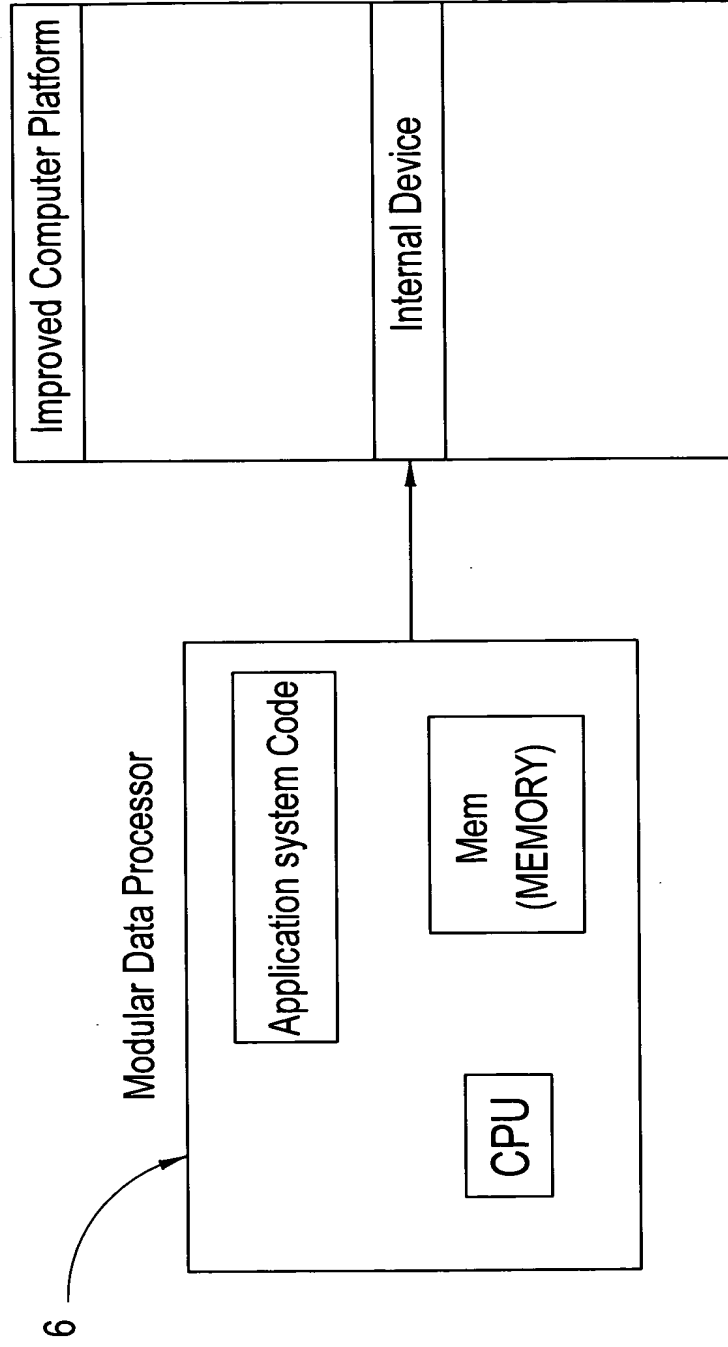 6
Modular Data Processor
Application system Code
CPU
Mem
(MEMORY)
Improved Computer Platform
Internal Device